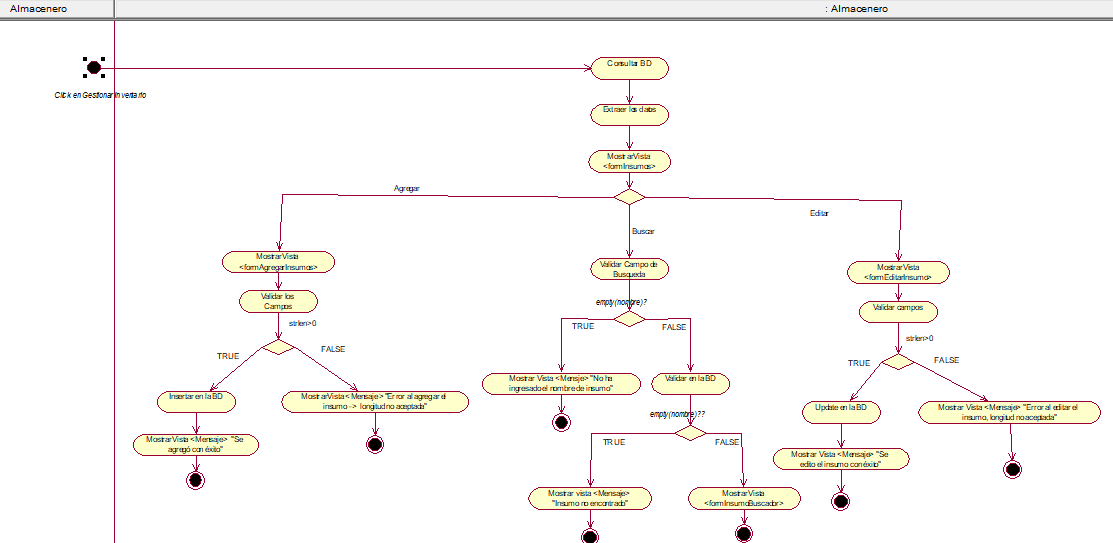 Almacenero
: Almacenero
Click en Gestionar Inventario
Consultar BD
Extraer los datos
MostrarVista
<formInsumos>
Agregar
Buscar
Editar
MostrarVista
<formAgregarInsumos>
Validar los
Campos
strlen>0
TRUE
FALSE
Insertar en la BD
MostrarVista <Mensaje> "Error al agregar el
insumo -> longitud no aceptada"
MostrarVista <Mensaje> "Se
agregó con éxito"
Validar Campo de
Busqueda
empty(nombre)?
TRUE
FALSE
Mostrar Vista <Mensje> "No ha
ingresado el nombre de insumo"
Validar en la BD
empty(nombre)??
TRUE
FALSE
Mostrar vista <Mensaje>
"Insumo no encontrado"
MostrarVista
<formInsumoBuscador>
MostrarVista
<formEditarInsumo>
Validar campos
strlen>0
TRUE
FALSE
Update en la BD
Mostrar Vista <Mensaje> "Error al editar el
insumo, longitud no aceptada"
Mostrar Vista <Mensaje> "Se
edito el insumo con éxito"